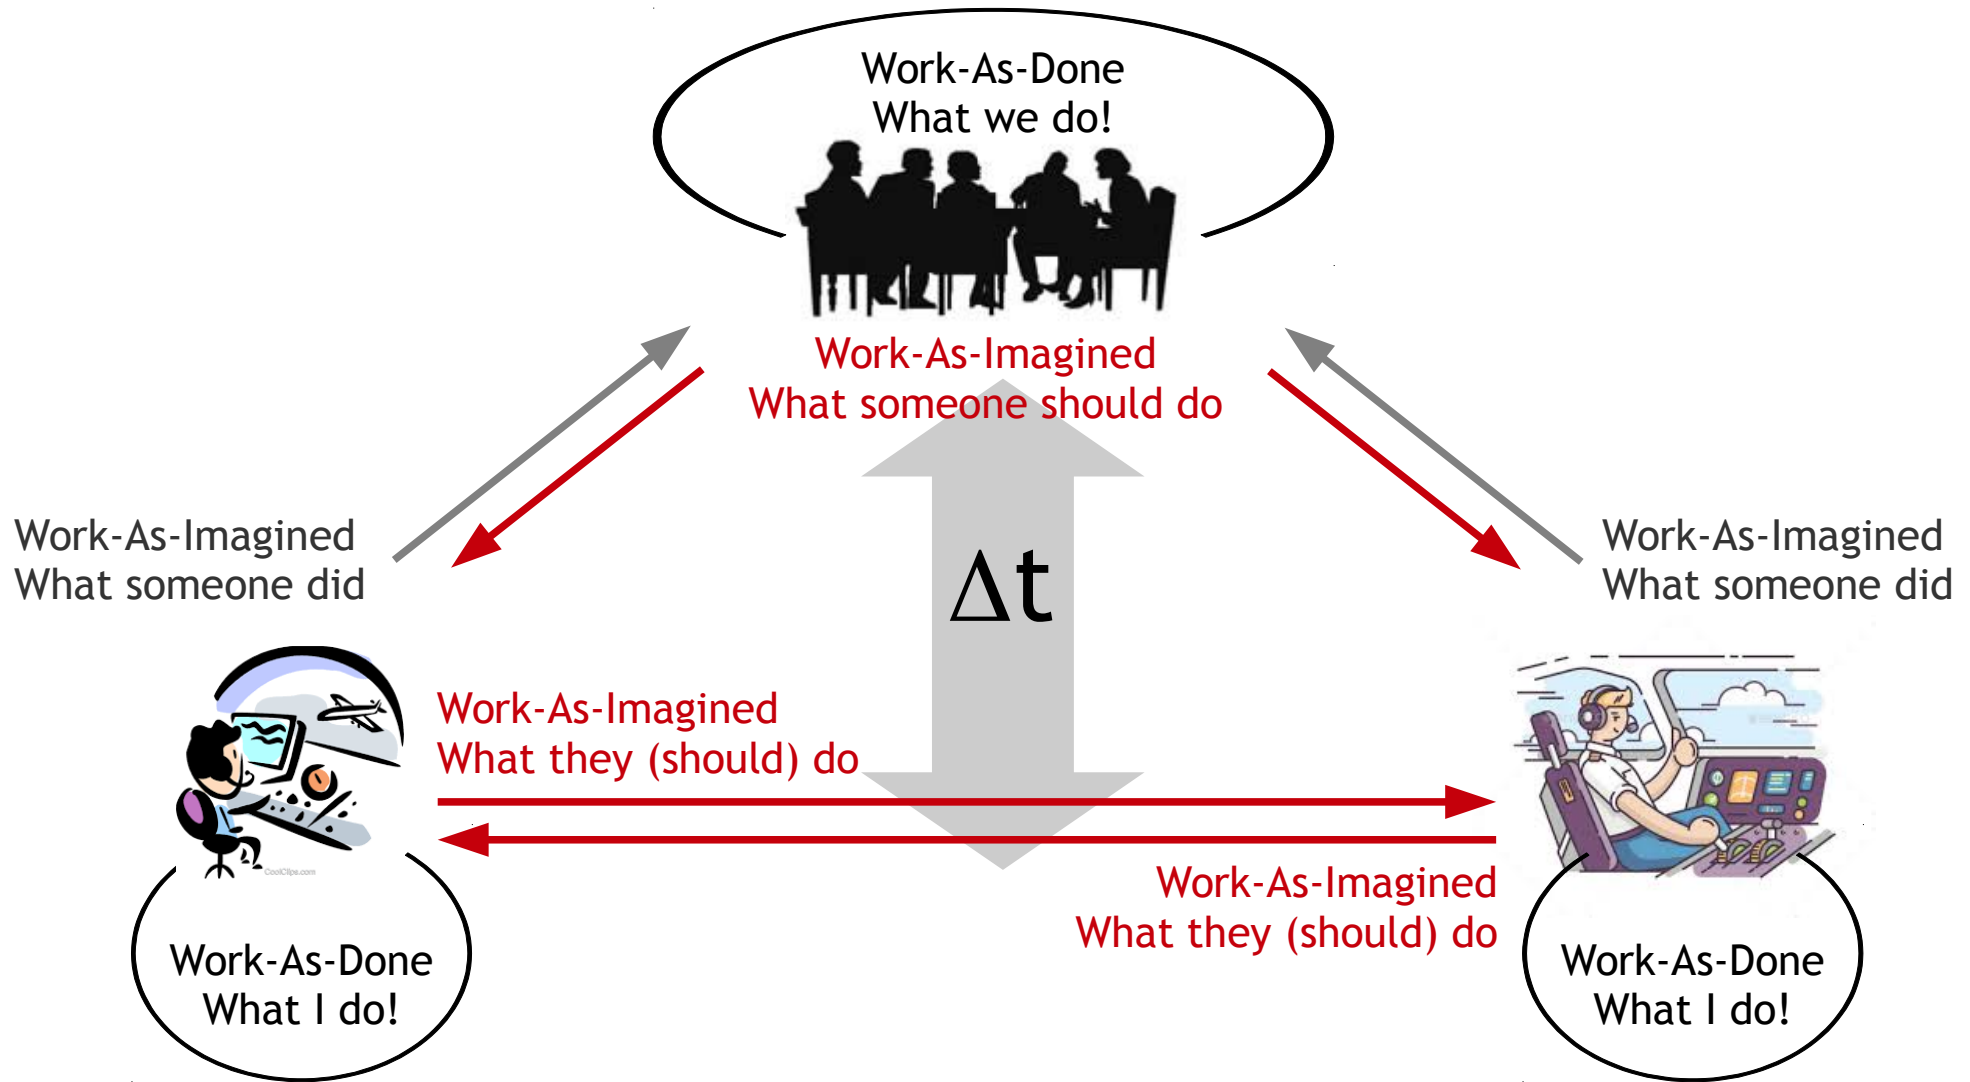 Work-As-Done
What we do!
Work-As-Imagined
What someone should do
Work-As-Imagined
What someone did
Work-As-Imagined
What someone did
Δt
Work-As-Imagined
What they (should) do
CoolClips.com
Work-As-Imagined
What they (should) do
Work-As-Done
What I do!
Work-As-Done
What I do!